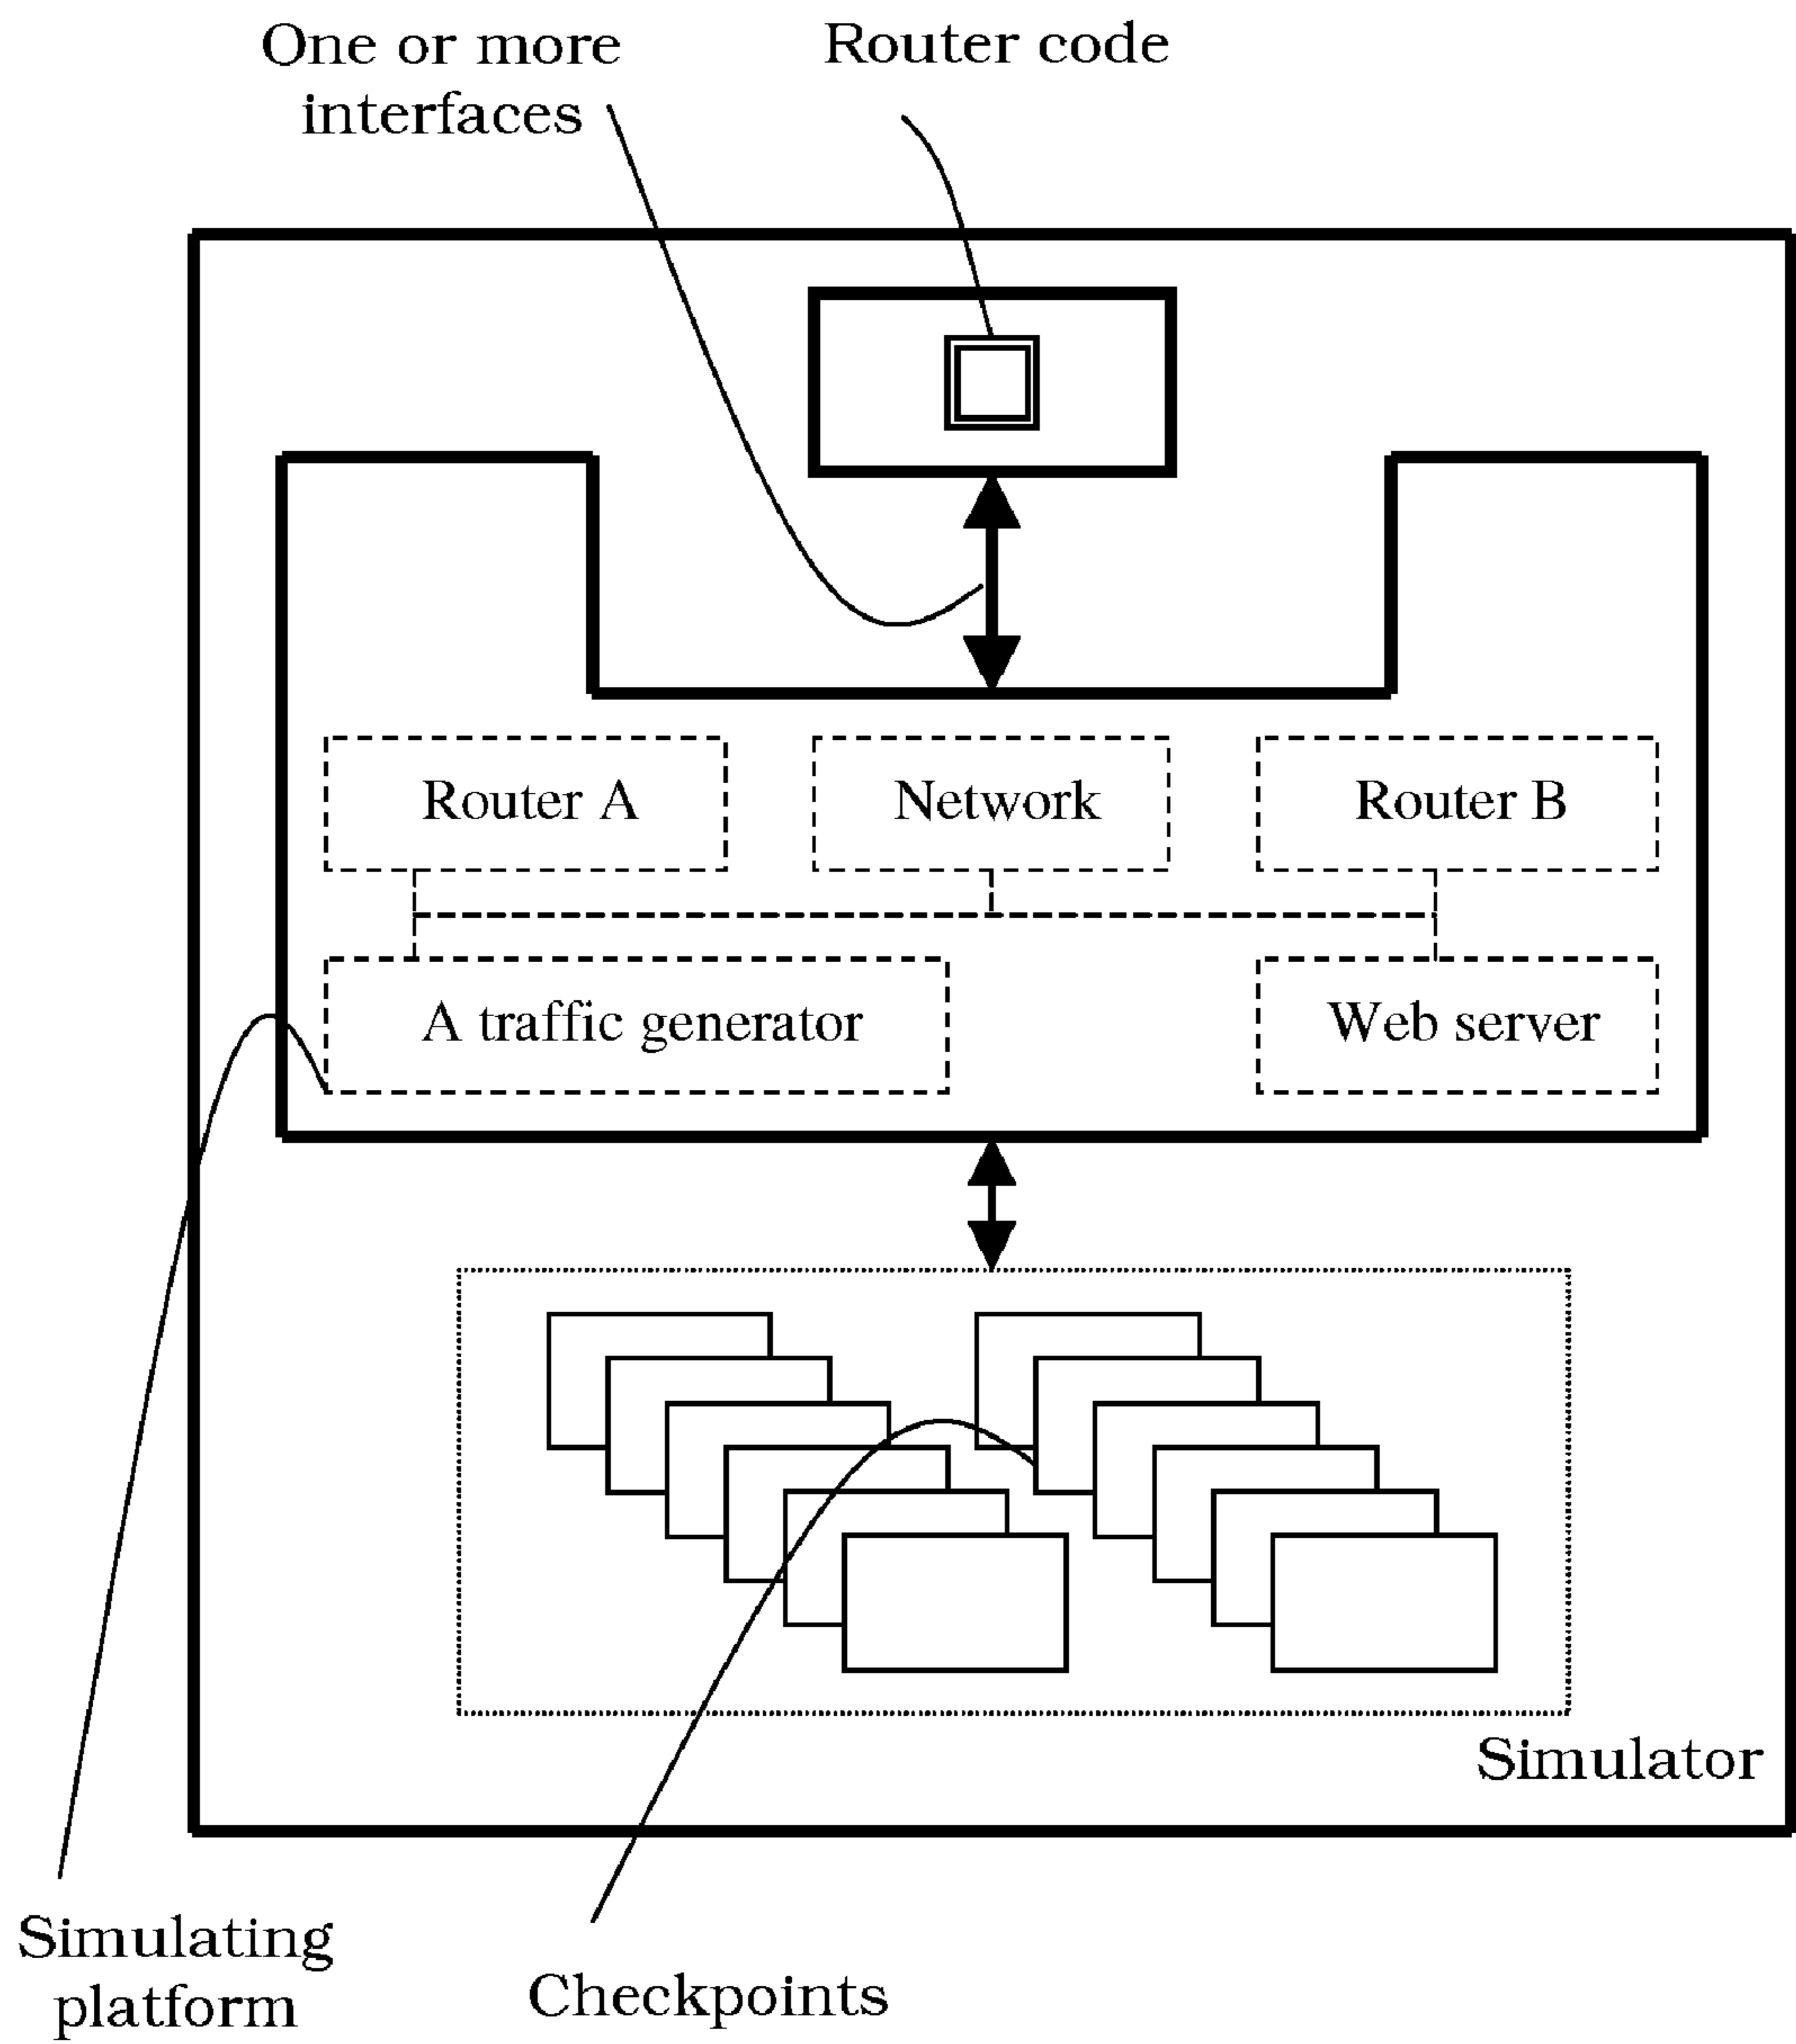 One or more
interfaces
Router code
Router A
Network
Router B
A traffic generator
Web server
Simulator
Simulating
platform
Checkpoints